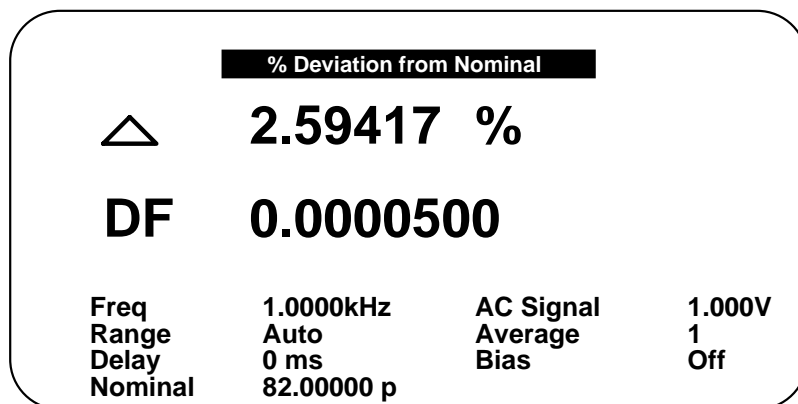 % Deviation from Nominal
△ 2.59417 %
DF 0.0000500
Freq 1.0000kHz AC Signal 1.000V
Range Auto Average 1
Delay 0 ms Bias Off
Nominal 82.00000 p